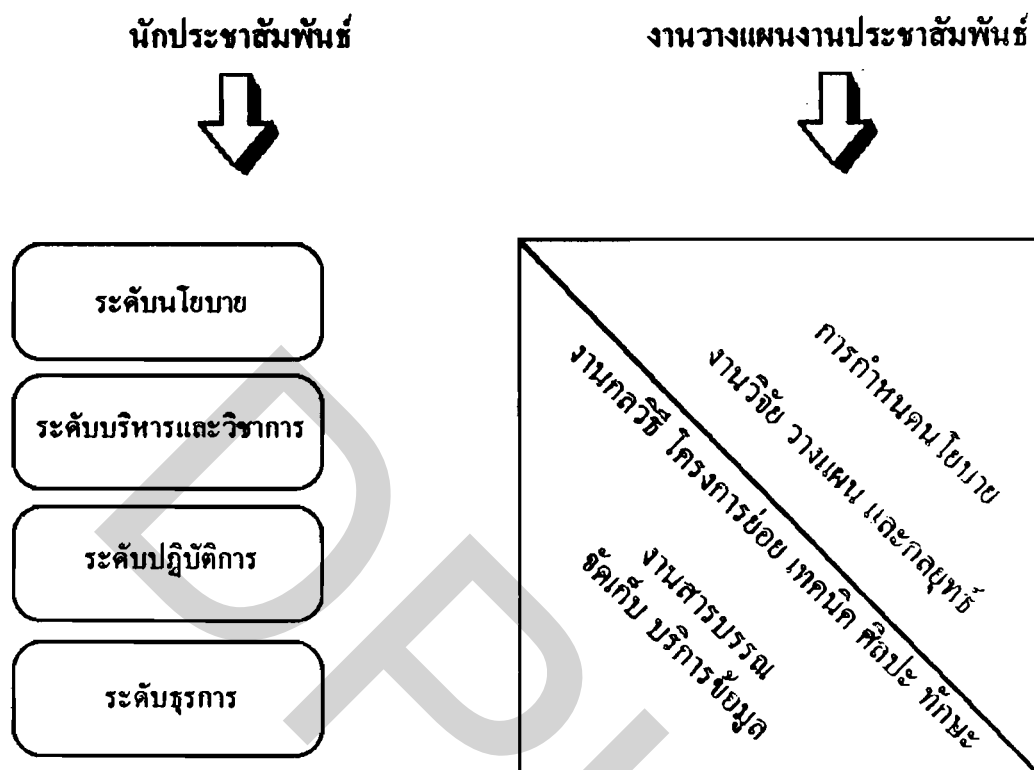 นักประชาสัมพันธ์
งานวางแผนงานประชาสัมพันธ์
ระดับนโยบาย
ระดับบริหารและวิชาการ
ระดับปฎิบัติการ
ระดับธุรการ
การกำหนดนโยบาย
งานวิจัย วางแผน และกลยุทธ์
งานกลวิธี โครงการย่อย เทคนิค ศิลปะ ทักษะ
งานสารบรรณ
จัดเก็บ บริการข้อมูล